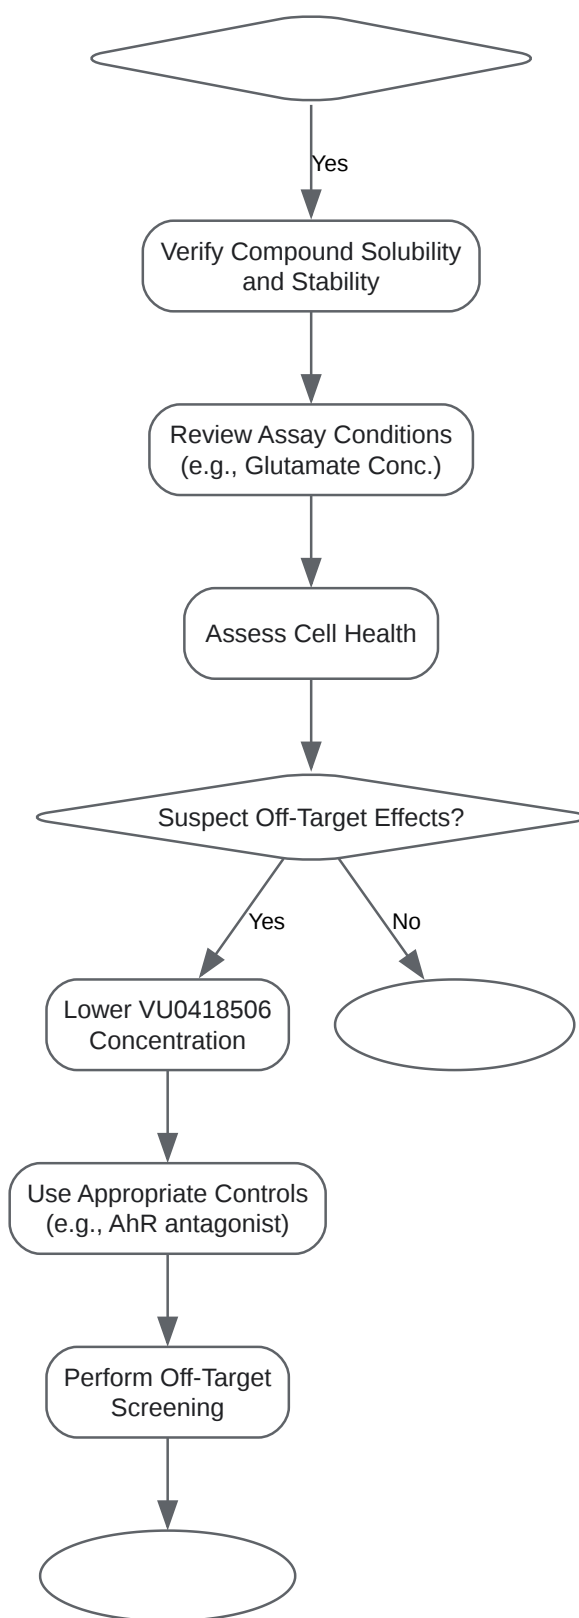 Yes
Verify Compound Solubility
and Stability
Review Assay Conditions
(e.g., Glutamate Conc.)
Assess Cell Health
Suspect Off-Target Effects?
Yes
No
Lower VU0418506
Concentration
Use Appropriate Controls
(e.g., AhR antagonist)
Perform Off-Target
Screening